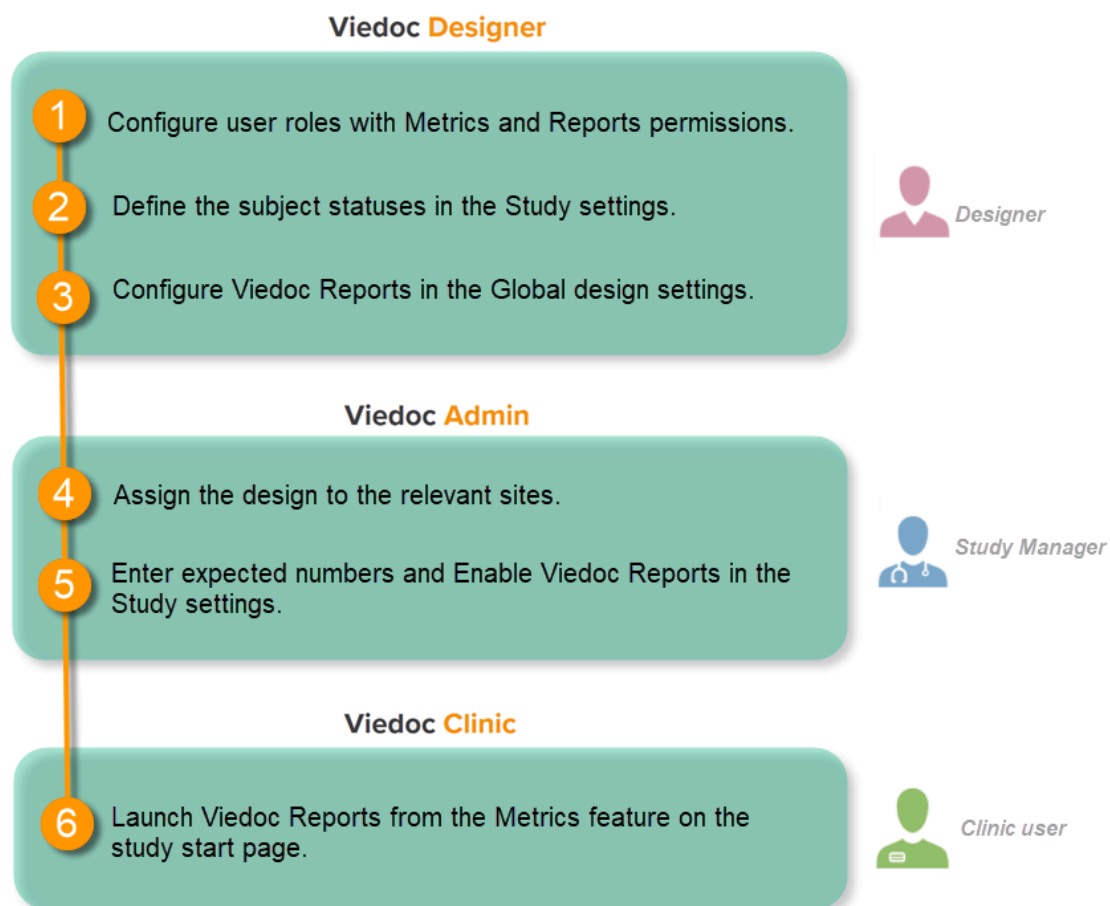 Viedoc Designer
1 Configure user roles with Metrics and Reports permissions.
2 Define the subject statuses in the Study settings.
Designer
3 Configure Viedoc Reports in the Global design settings.
Viedoc Admin
4 Assign the design to the relevant sites.
Study Manager
5 Enter expected numbers and Enable Viedoc Reports in the
Study settings.
Viedoc Clinic
6 Launch Viedoc Reports from the Metrics feature on the
study start page.
Clinic user